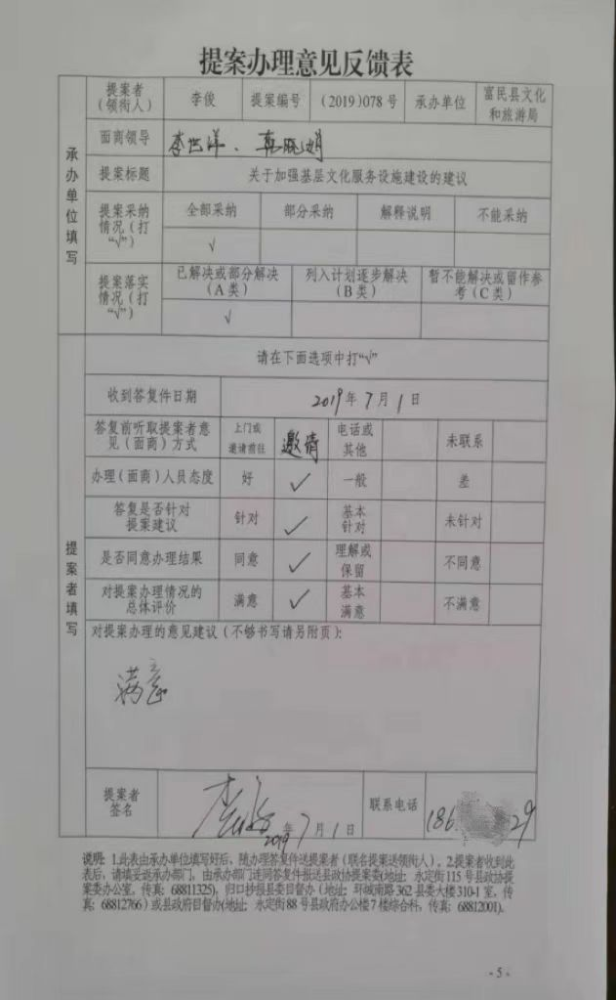 提案办理意见反馈表
提案者（领衔人） 李俊 提案编号 （2019）078号 承办单位 富民县文化和旅游局
承办单位填写
面商领导 李世洋、
提案标题 关于加强基层文化服务设施建设的建议
提案采纳情况（打“√”） 全部采纳 部分采纳 解释说明 不能采纳
√
提案落实情况（打“√”） 已解决或部分解决（A类） 列入计划逐步解决（B类） 暂不能解决或留作参考（C类）
√
提案者填写
请在下面选项中打“√”
收到答复件日期 2019年7月1日
答复前听取提案者意见（面商）方式 上门或邀请前往 邀请 电话或其他 未联系
办理（面商）人员态度 好 ✓ 一般 差
答复是否针对提案建议 针对 ✓ 基本针对 未针对
是否同意办理结果 同意 ✓ 理解或保留 不同意
对提案办理情况的总体评价 满意 ✓ 基本满意 不满意
对提案办理的意见建议（不够书写请另附页）：
满意
提案者签名 联系电话 186 29
2019年7月1日
说明：1.此表由承办单位填写好后，随办理答复件送提案者（联名提案送领衔人）。2.提案者收到此
表后，请填妥返承办部门，由承办部门连同答复件报送县政协提案委(地址：永定街115号县政协提
案委办公室，传真：68811325)，归口抄报县委目督办（地址：环城南路362县委大楼310-1室，传
真：68812766）或县政府目督办(地址：永定街88号县政府办公楼7楼综合科，传真：68812001)。
- 5 -